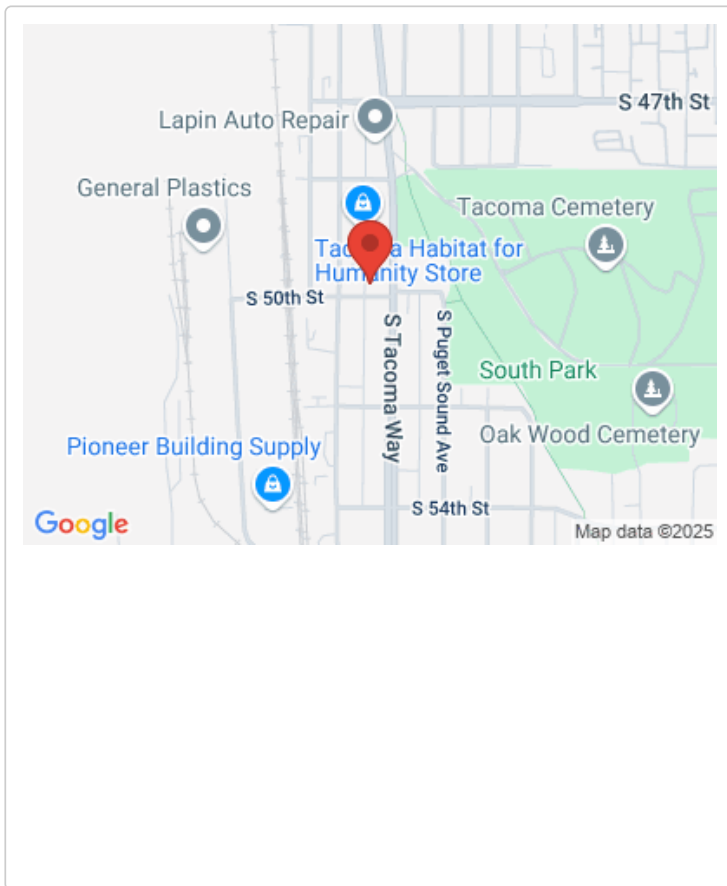 S 47th St
Lapin Auto Repair
General Plastics
Tacoma Cemetery
Tacoma Habitat for
Humanity Store
S 50th St
S Puget Sound Ave
S Tacoma Way
South Park
Oak Wood Cemetery
Pioneer Building Supply
S 54th St
Google
Map data ©2025